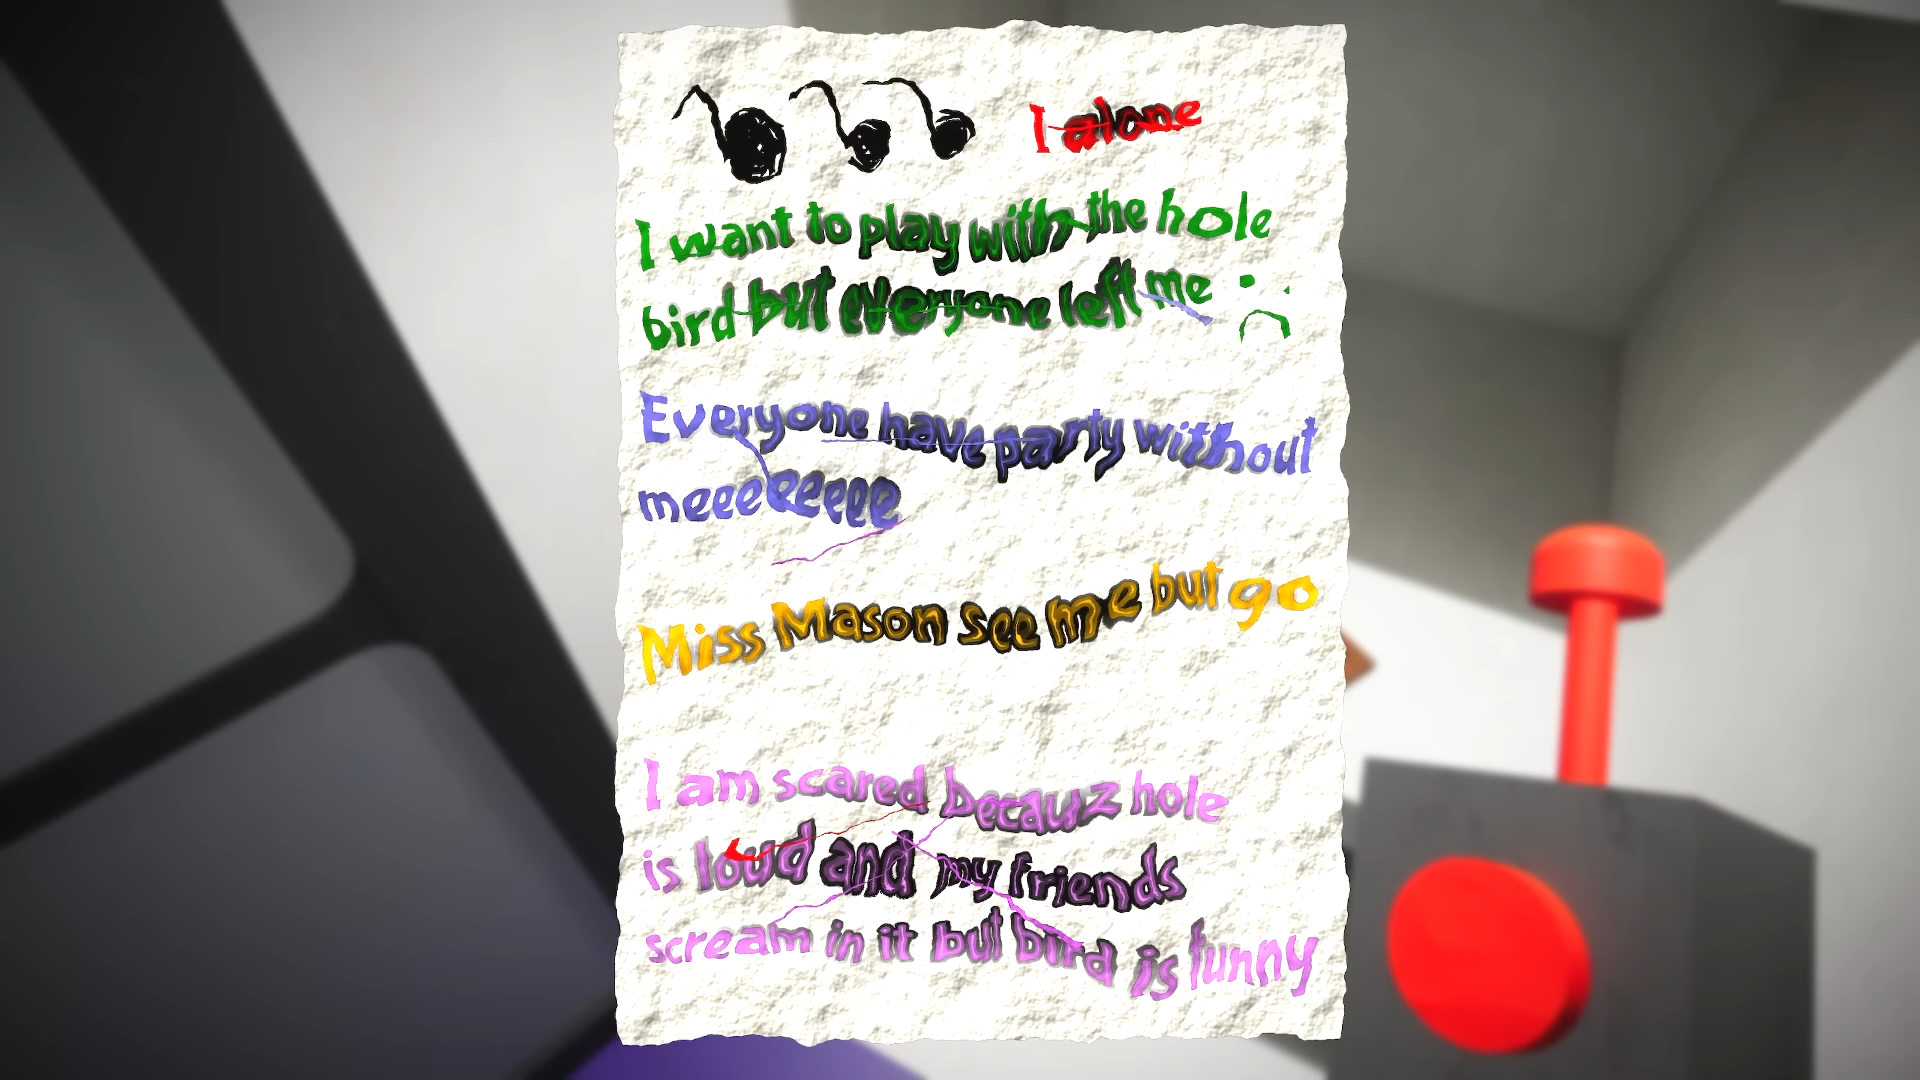 I alone
I want to play with the hole
bird but everyone left me
Everyone have party without
meeeeeeee
Miss Mason see me but go
I am scared becauz hole
is loud and my friends
scream in it but bird is funny